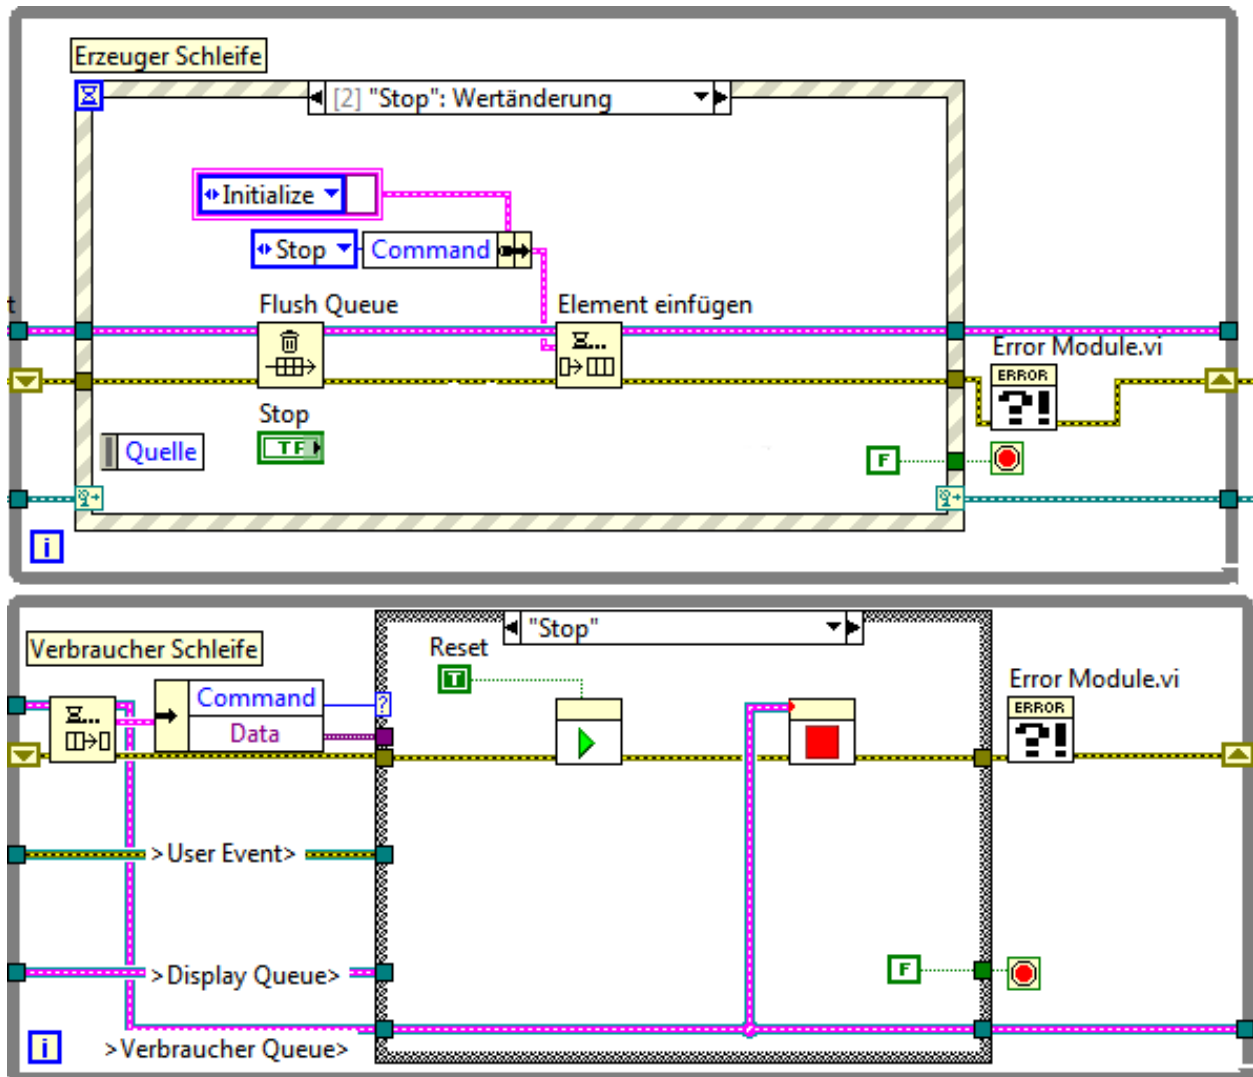 Erzeuger Schleife
[2] "Stop": Wertänderung
Initialize
Stop Command
Flush Queue Element einfügen
t
Error Module.vi
ERROR
?!
Stop
TF
Quelle
F
i
"Stop"
Verbraucher Schleife
Reset
T
Error Module.vi
Command
?
ERROR
?!
Data
>User Event>
>Display Queue>
F
i
>Verbraucher Queue>